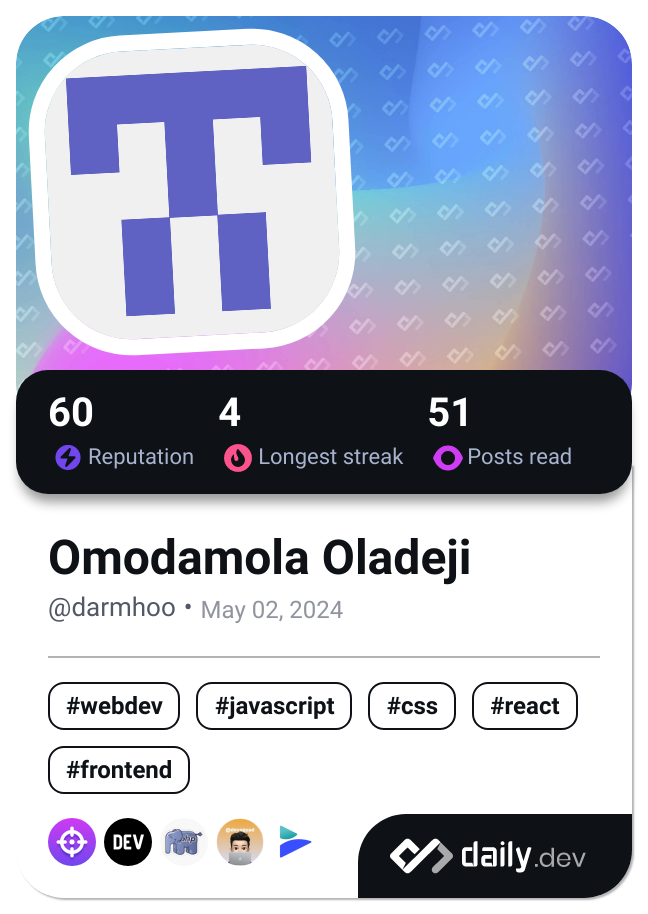 60 4 51
Reputation Longest streak Posts read
Omodamola Oladeji
@darmhoo • May 02, 2024
#webdev #javascript #css #react
#frontend
DEV php
daily.dev